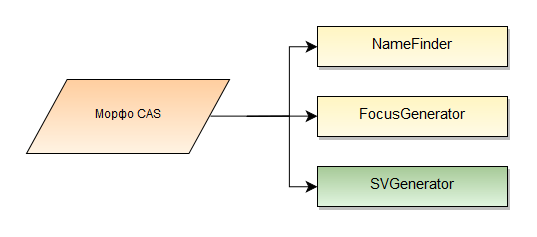 NameFinder
Морфо CAS
FocusGenerator
SVGenerator